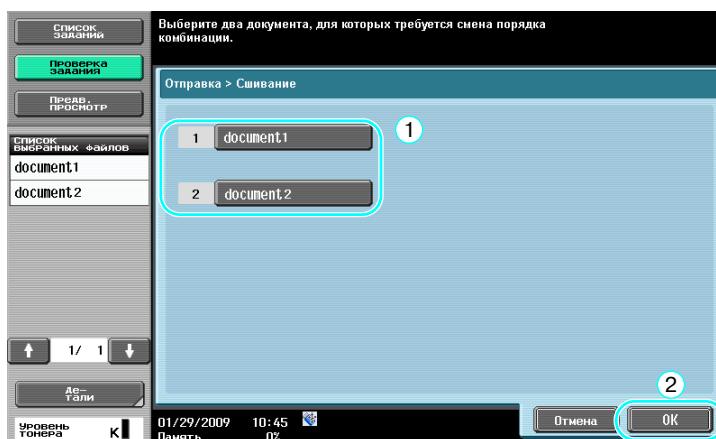 Список
заданий
Выберите два документа, для которых требуется смена порядка
комбинации.
Проверка
задания
Предв.
просмотр
Отправка > Сшивание
Список
выбранных файлов
document1
document2
1 document1
1
2 document2
1/ 1
Де-
тали
2
Отмена
OK
Уровень
тонера K
01/29/2009 10:45
Память 0%